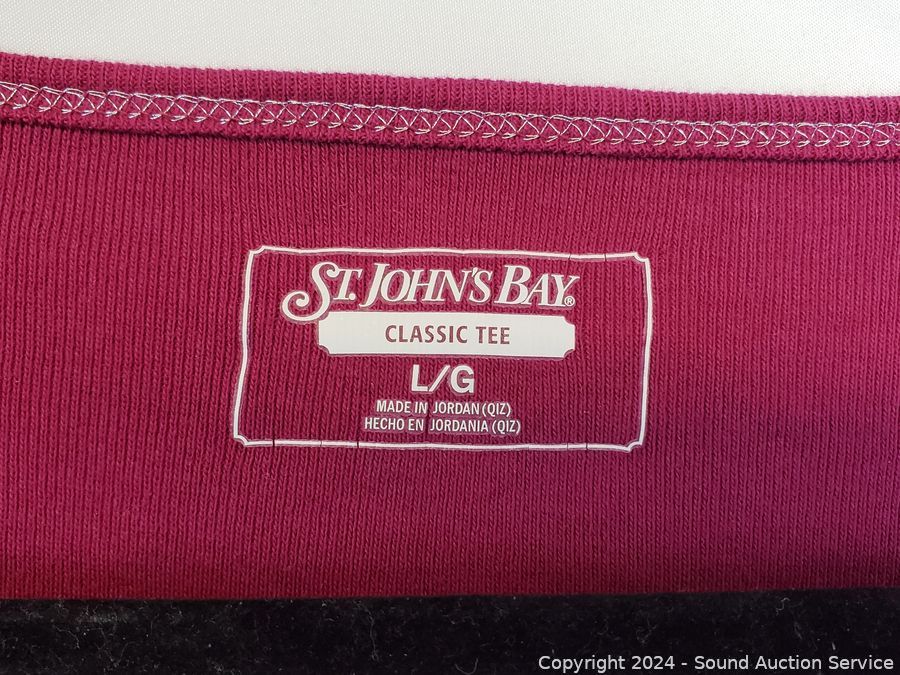 ST. JOHN'S BAY®
CLASSIC TEE
L/G
MADE IN JORDAN (QIZ)
HECHO EN JORDANIA (QIZ)
Copyright 2024 - Sound Auction Service